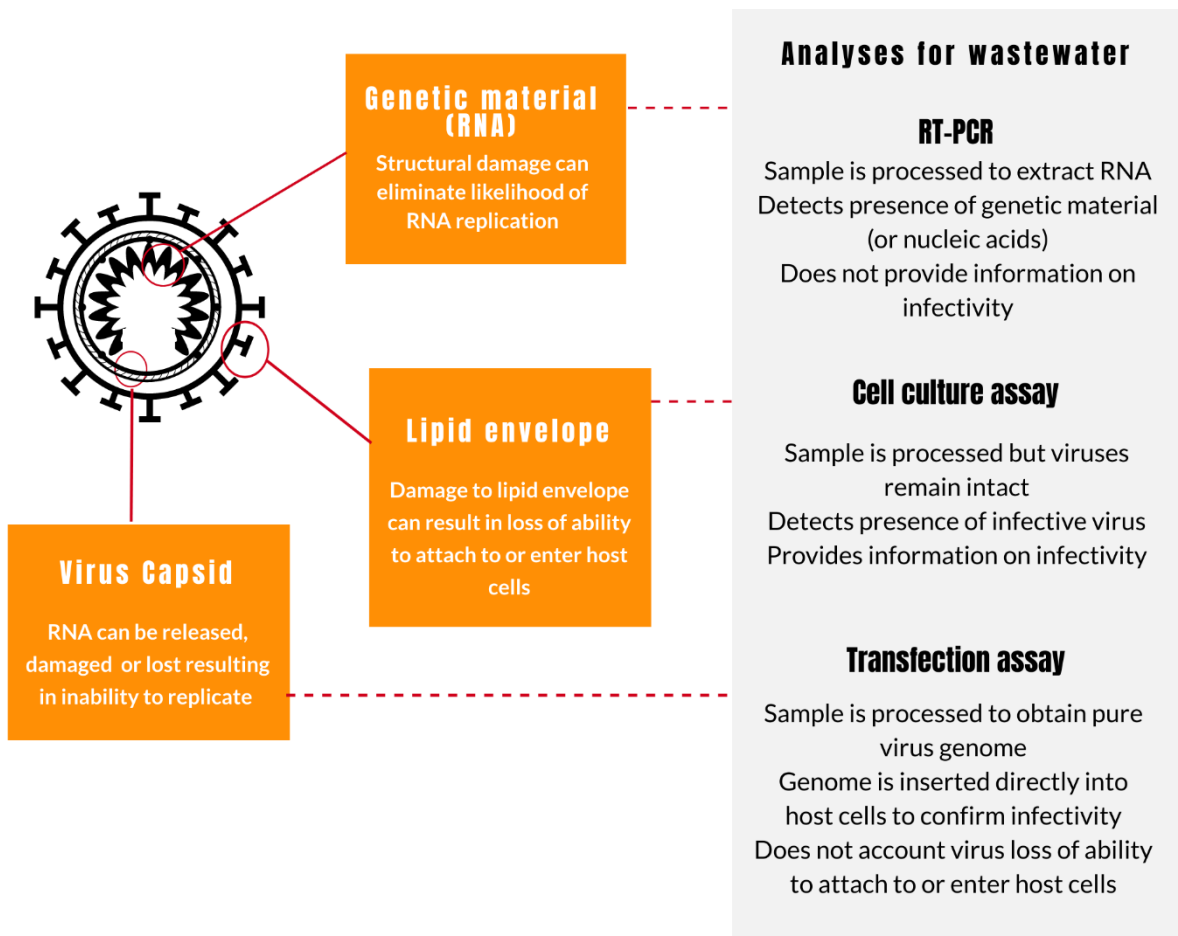 Genetic material
(RNA)
Structural damage can
eliminate likelihood of
RNA replication
Lipid envelope
Damage to lipid envelope
can result in loss of ability
to attach to or enter host
cells
Virus Capsid
RNA can be released,
damaged or lost resulting
in inability to replicate
Analyses for wastewater
RT-PCR
Sample is processed to extract RNA
Detects presence of genetic material
(or nucleic acids)
Does not provide information on
infectivity
Cell culture assay
Sample is processed but viruses
remain intact
Detects presence of infective virus
Provides information on infectivity
Transfection assay
Sample is processed to obtain pure
virus genome
Genome is inserted directly into
host cells to confirm infectivity
Does not account virus loss of ability
to attach to or enter host cells